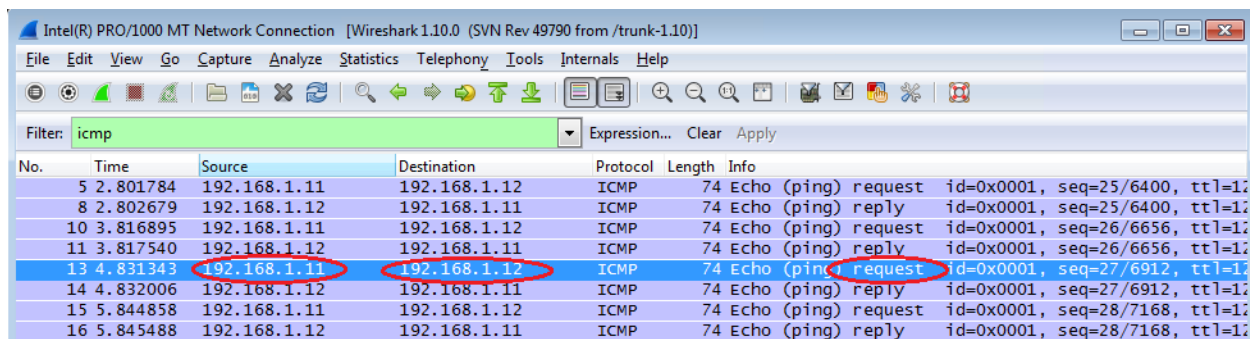 Intel(R) PRO/1000 MT Network Connection [Wireshark 1.10.0 (SVN Rev 49790 from /trunk-1.10)]
File Edit View Go Capture Analyze Statistics Telephony Tools Internals Help
Filter: icmp Expression... Clear Apply
No. Time Source Destination Protocol Length Info
5 2.801784 192.168.1.11 192.168.1.12 ICMP 74 Echo (ping) request id=0x0001, seq=25/6400, ttl=12
8 2.802679 192.168.1.12 192.168.1.11 ICMP 74 Echo (ping) reply id=0x0001, seq=25/6400, ttl=12
10 3.816895 192.168.1.11 192.168.1.12 ICMP 74 Echo (ping) request id=0x0001, seq=26/6656, ttl=12
11 3.817540 192.168.1.12 192.168.1.11 ICMP 74 Echo (ping) reply id=0x0001, seq=26/6656, ttl=12
13 4.831343 192.168.1.11 192.168.1.12 ICMP 74 Echo (ping) request id=0x0001, seq=27/6912, ttl=12
14 4.832006 192.168.1.12 192.168.1.11 ICMP 74 Echo (ping) reply id=0x0001, seq=27/6912, ttl=12
15 5.844858 192.168.1.11 192.168.1.12 ICMP 74 Echo (ping) request id=0x0001, seq=28/7168, ttl=12
16 5.845488 192.168.1.12 192.168.1.11 ICMP 74 Echo (ping) reply id=0x0001, seq=28/7168, ttl=12